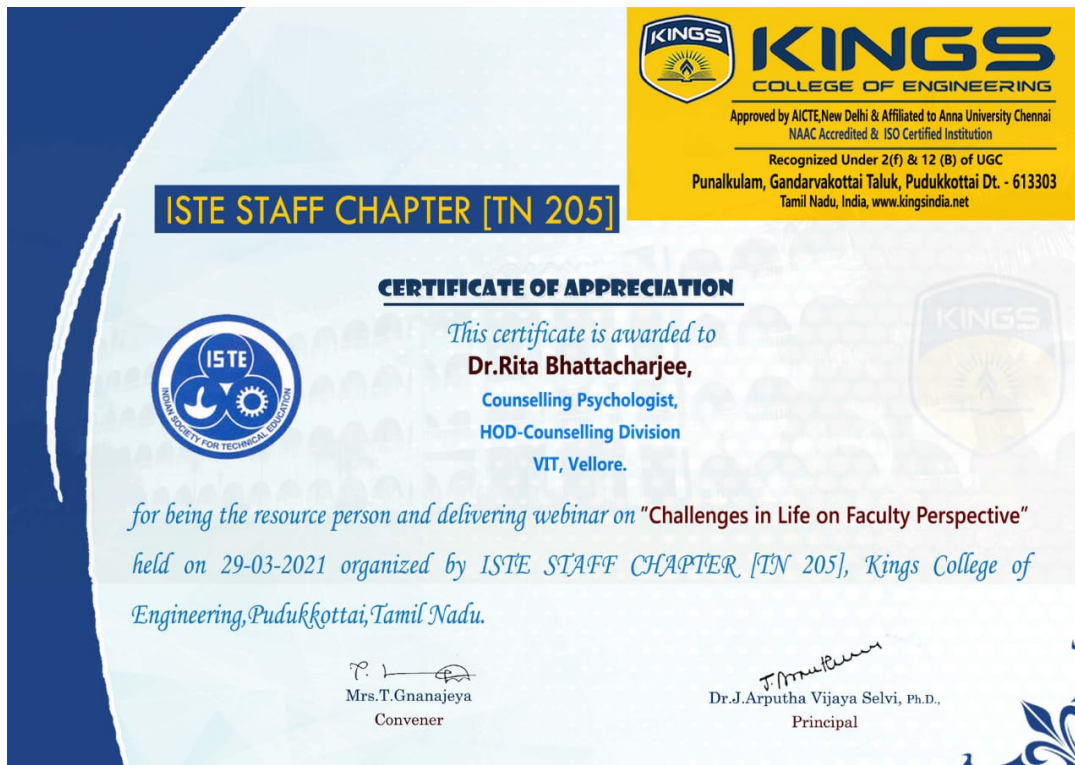 KINGS
KINGS
COLLEGE OF ENGINEERING
Approved by AICTE,New Delhi & Affiliated to Anna University Chennai
NAAC Accredited & ISO Certified Institution
Recognized Under 2(f) & 12 (B) of UGC
Punalkulam, Gandarvakottai Taluk, Pudukkottai Dt. - 613303
Tamil Nadu, India, www.kingsindia.net
ISTE STAFF CHAPTER [TN 205]
CERTIFICATE OF APPRECIATION
This certificate is awarded to
Dr.Rita Bhattacharjee,
Counselling Psychologist,
HOD-Counselling Division
VIT, Vellore.
ISTE
INDIAN SOCIETY FOR TECHNICAL EDUCATION
KINGS
for being the resource person and delivering webinar on "Challenges in Life on Faculty Perspective"
held on 29-03-2021 organized by ISTE STAFF CHAPTER [TN 205], Kings College of
Engineering,Pudukkottai,Tamil Nadu.
Mrs.T.Gnanajeya
Convener
Dr.J.Arputha Vijaya Selvi, Ph.D.,
Principal